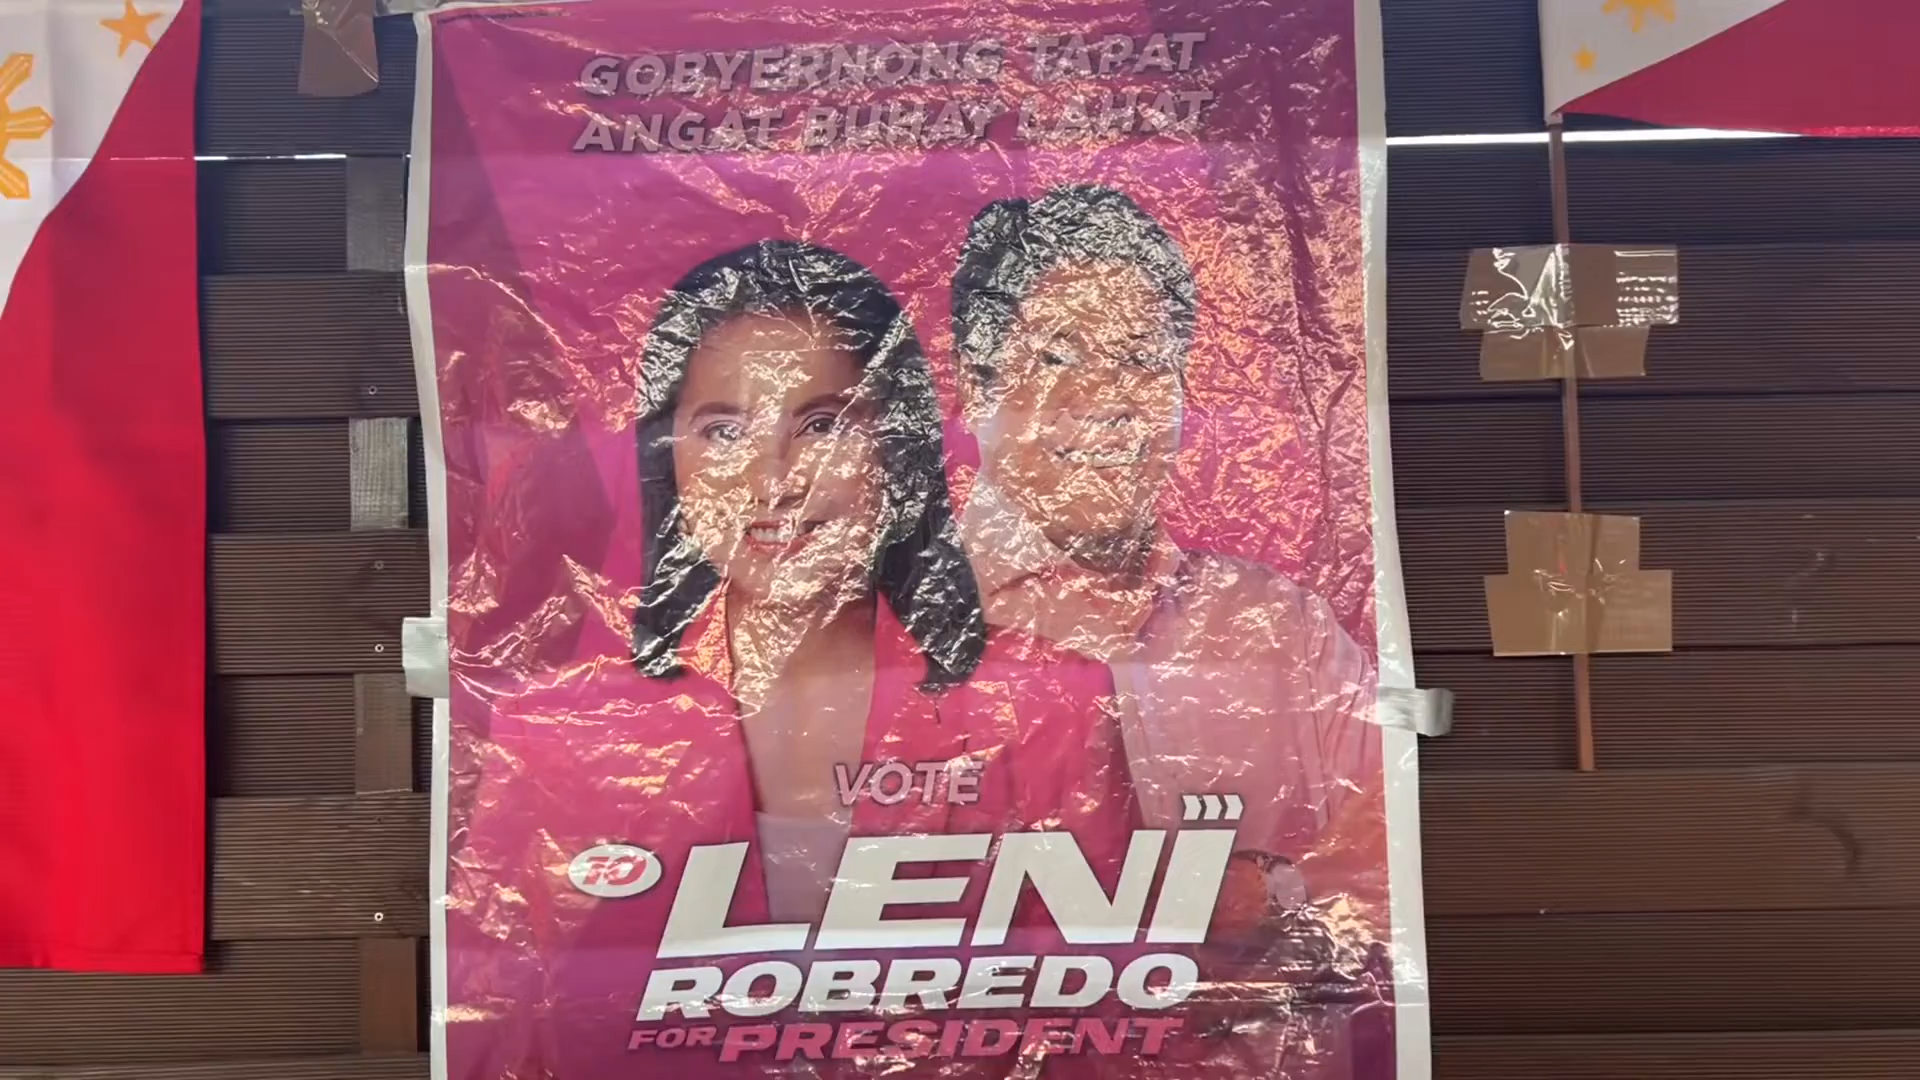 GOBYERNONG TAPAT
ANGAT BUHAY LAHAT
VOTE
10 LENI
ROBREDO
FOR PRESIDENT